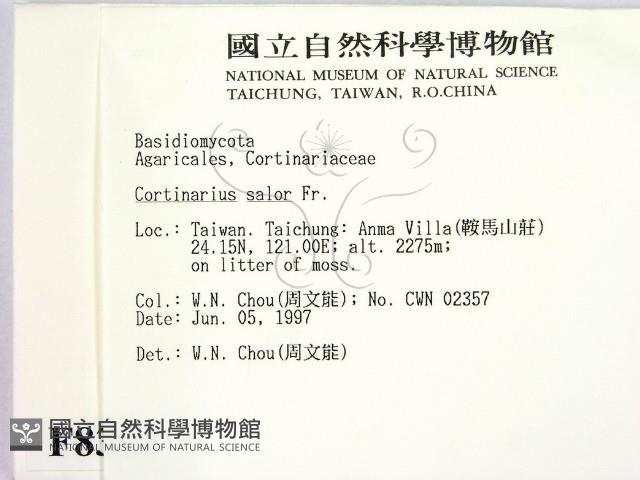 國立自然科學博物館
NATIONAL MUSEUM OF NATURAL SCIENCE
TAICHUNG, TAIWAN, R.O.CHINA
Basidiomycota
Agaricales, Cortinariaceae
Cortinarius salor Fr.
Loc.: Taiwan. Taichung: Anma Villa(鞍馬山莊)
24.15N, 121.00E; alt. 2275m;
on litter of moss.
Col.: W.N. Chou(周文能); No. CWN 02357
Date: Jun. 05, 1997
Det.: W.N. Chou(周文能)
國立自然科學博物館
NATIONAL MUSEUM OF NATURAL SCIENCE